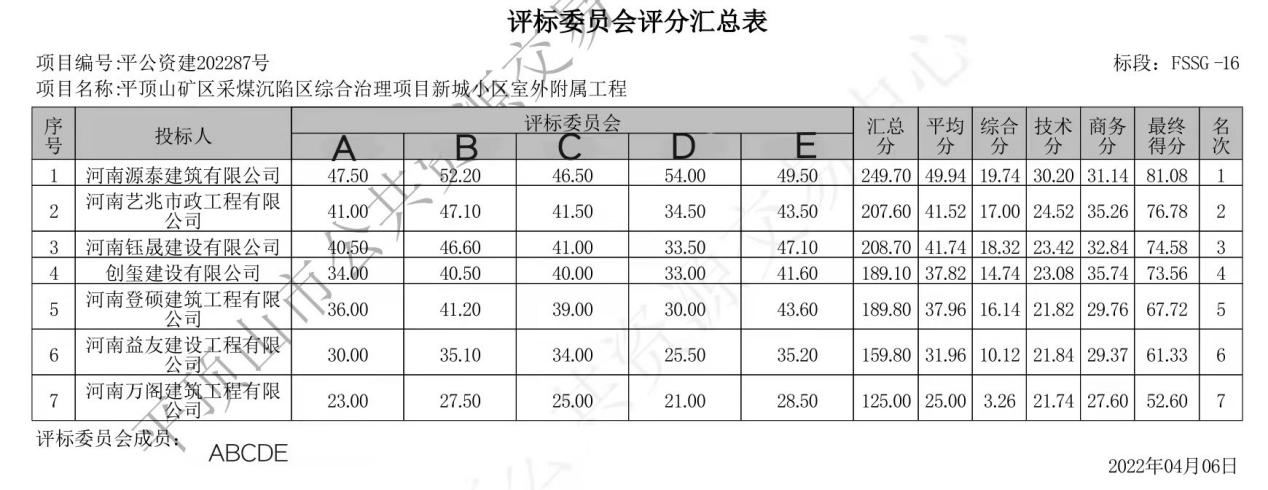 评标委员会评分汇总表
项目编号:平公资建202287号 标段：FSSG-16
项目名称:平顶山矿区采煤沉陷区综合治理项目新城小区室外附属工程
序号 投标人 评标委员会 汇总分 平均分 综合分 技术分 商务分 最终得分 名次
A B C D E
1 河南源泰建筑有限公司 47.50 52.20 46.50 54.00 49.50 249.70 49.94 19.74 30.20 31.14 81.08 1
2 河南艺兆市政工程有限公司 41.00 47.10 41.50 34.50 43.50 207.60 41.52 17.00 24.52 35.26 76.78 2
3 河南钰晟建设有限公司 40.50 46.60 41.00 33.50 47.10 208.70 41.74 18.32 23.42 32.84 74.58 3
4 创玺建设有限公司 34.00 40.50 40.00 33.00 41.60 189.10 37.82 14.74 23.08 35.74 73.56 4
5 河南登硕建筑工程有限公司 36.00 41.20 39.00 30.00 43.60 189.80 37.96 16.14 21.82 29.76 67.72 5
6 河南益友建设工程有限公司 30.00 35.10 34.00 25.50 35.20 159.80 31.96 10.12 21.84 29.37 61.33 6
7 河南万阁建筑工程有限公司 23.00 27.50 25.00 21.00 28.50 125.00 25.00 3.26 21.74 27.60 52.60 7
评标委员会成员：
ABCDE
2022年04月06日